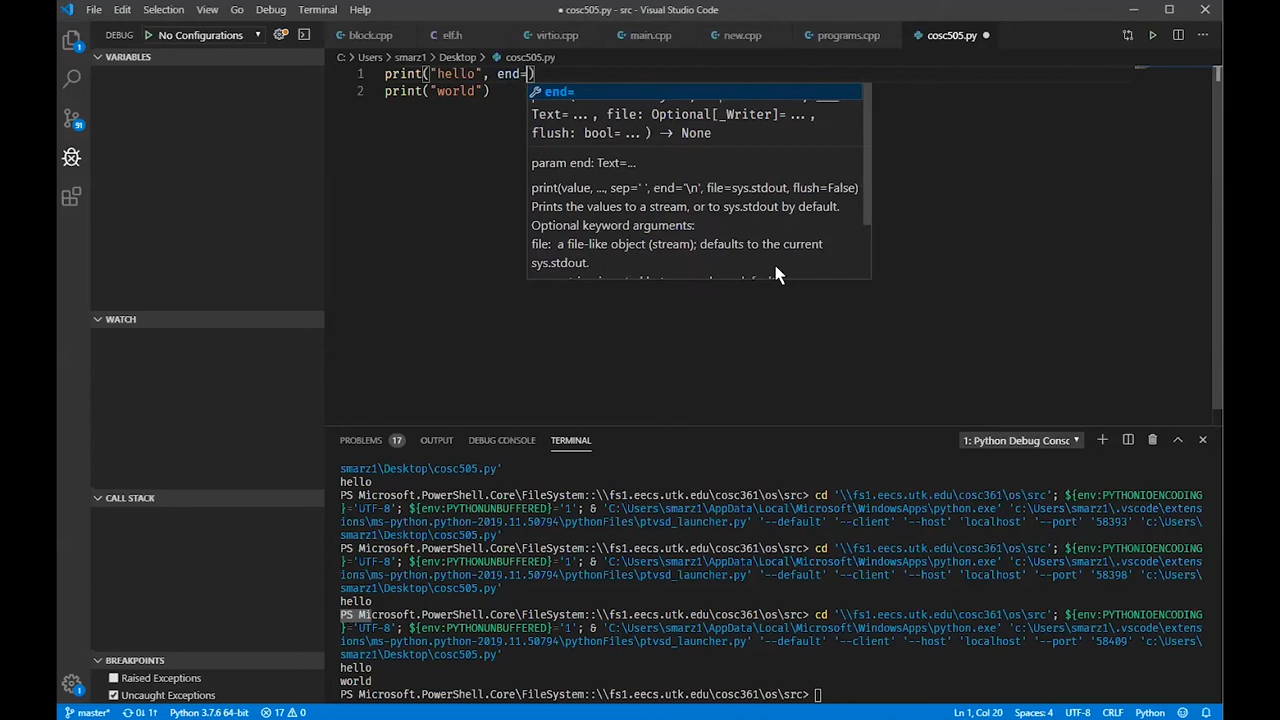 File Edit Selection View Go Debug Terminal Help
● cosc505.py - src - Visual Studio Code
DEBUG No Configurations
block.cpp elf.h virtio.cpp main.cpp new.cpp programs.cpp cosc505.py ●
C: > Users > smarz1 > Desktop > cosc505.py
VARIABLES
1 print("hello", end=)
2 print("world")
end=
Text=..., file: Optional[_Writer]=...,
flush: bool=...) -> None
param end: Text=...
print(value, ..., sep=' ', end='\n', file=sys.stdout, flush=False)
Prints the values to a stream, or to sys.stdout by default.
Optional keyword arguments:
file: a file-like object (stream); defaults to the current
sys.stdout.
WATCH
CALL STACK
BREAKPOINTS
Raised Exceptions
Uncaught Exceptions
1
91
1
PROBLEMS 17 OUTPUT DEBUG CONSOLE TERMINAL
1: Python Debug Consc
smarz1\Desktop\cosc505.py'
hello
PS Microsoft.PowerShell.Core\FileSystem::\\fs1.eecs.utk.edu\cosc361\os\src> cd '\\fs1.eecs.utk.edu\cosc361\os\src'; ${env:PYTHONIOENCODING
}='UTF-8'; ${env:PYTHONUNBUFFERED}='1'; & 'C:\Users\smarz1\AppData\Local\Microsoft\WindowsApps\python.exe' 'c:\Users\smarz1\.vscode\extens
ions\ms-python.python-2019.11.50794\pythonFiles\ptvsd_launcher.py' '--default' '--client' '--host' 'localhost' '--port' '58393' 'c:\Users\
smarz1\Desktop\cosc505.py'
PS Microsoft.PowerShell.Core\FileSystem::\\fs1.eecs.utk.edu\cosc361\os\src> cd '\\fs1.eecs.utk.edu\cosc361\os\src'; ${env:PYTHONIOENCODING
}='UTF-8'; ${env:PYTHONUNBUFFERED}='1'; & 'C:\Users\smarz1\AppData\Local\Microsoft\WindowsApps\python.exe' 'c:\Users\smarz1\.vscode\extens
ions\ms-python.python-2019.11.50794\pythonFiles\ptvsd_launcher.py' '--default' '--client' '--host' 'localhost' '--port' '58398' 'c:\Users\
smarz1\Desktop\cosc505.py'
hello
PS Microsoft.PowerShell.Core\FileSystem::\\fs1.eecs.utk.edu\cosc361\os\src> cd '\\fs1.eecs.utk.edu\cosc361\os\src'; ${env:PYTHONIOENCODING
}='UTF-8'; ${env:PYTHONUNBUFFERED}='1'; & 'C:\Users\smarz1\AppData\Local\Microsoft\WindowsApps\python.exe' 'c:\Users\smarz1\.vscode\extens
ions\ms-python.python-2019.11.50794\pythonFiles\ptvsd_launcher.py' '--default' '--client' '--host' 'localhost' '--port' '58409' 'c:\Users\
smarz1\Desktop\cosc505.py'
hello
world
PS Microsoft.PowerShell.Core\FileSystem::\\fs1.eecs.utk.edu\cosc361\os\src>
master* 0↓ 1↑ Python 3.7.6 64-bit 17 0 Ln 1, Col 20 Spaces: 4 UTF-8 CRLF Python